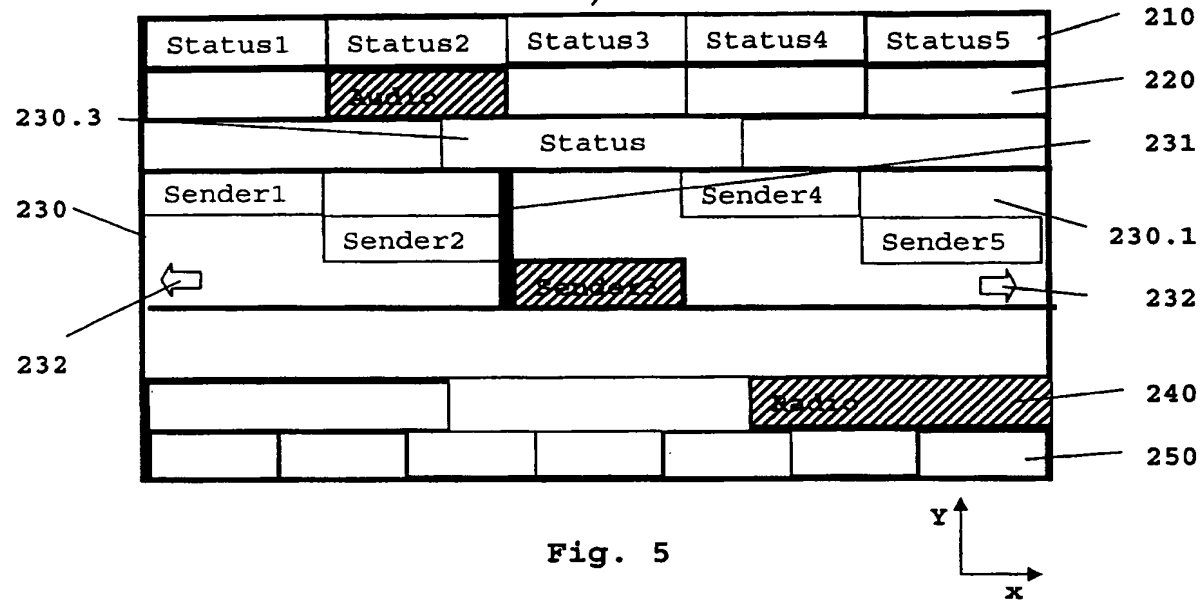 Status1 Status2 Status3 Status4 Status5 210
Audio 220
230.3 Status 231
Sender1 Sender4
230 Sender2 Sender5 230.1
Sender3 232
232
Radio 240
250
Fig. 5
Y
x